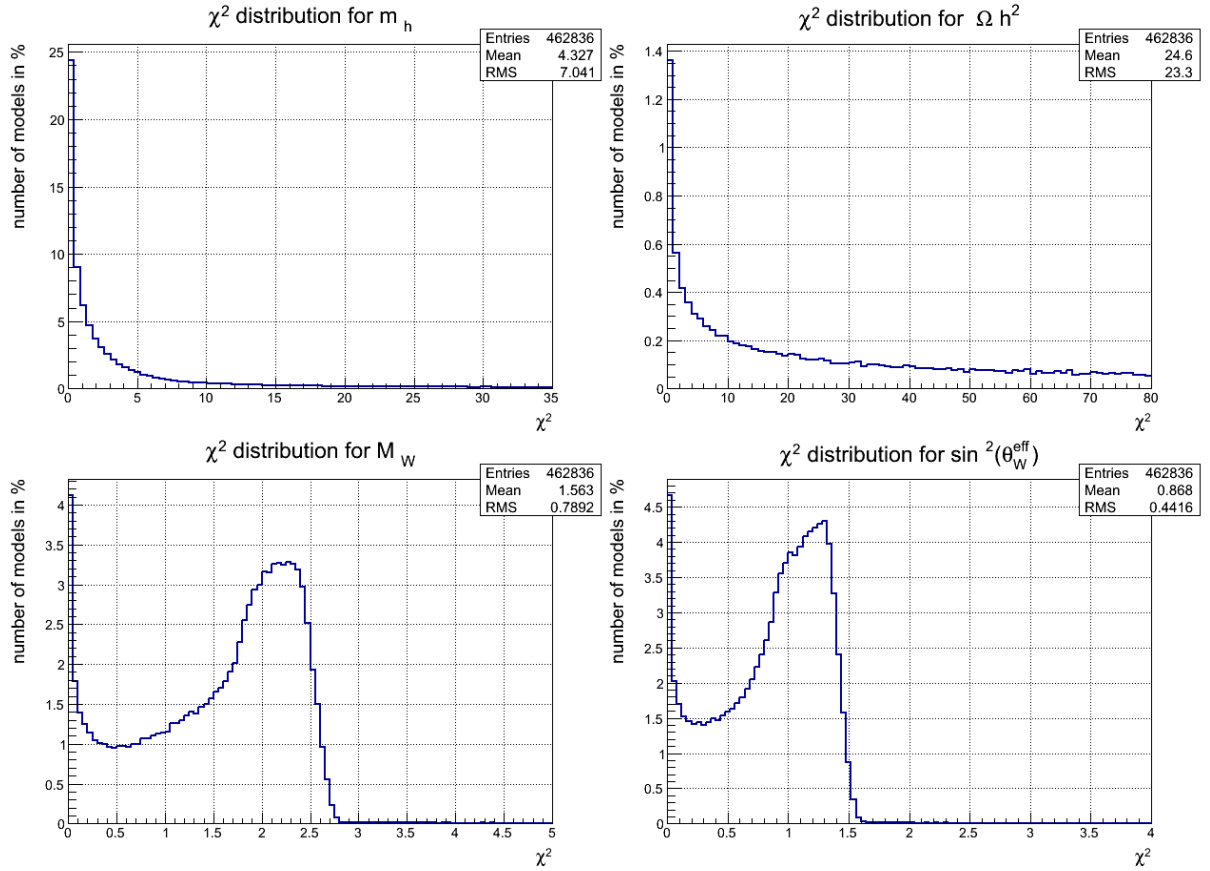 χ² distribution for m h
Entries 462836
Mean 4.327
RMS 7.041
number of models in %
25
20
15
10
5
0
0 5 10 15 20 25 30 35
χ²
χ² distribution for Ω h²
Entries 462836
Mean 24.6
RMS 23.3
number of models in %
1.4
1.2
1
0.8
0.6
0.4
0.2
0
0 10 20 30 40 50 60 70 80
χ²
χ² distribution for M W
Entries 462836
Mean 1.563
RMS 0.7892
number of models in %
4
3.5
3
2.5
2
1.5
1
0.5
0
0 0.5 1 1.5 2 2.5 3 3.5 4 4.5 5
χ²
χ² distribution for sin ²(θ_W^eff)
Entries 462836
Mean 0.868
RMS 0.4416
number of models in %
4.5
4
3.5
3
2.5
2
1.5
1
0.5
0
0 0.5 1 1.5 2 2.5 3 3.5 4
χ²